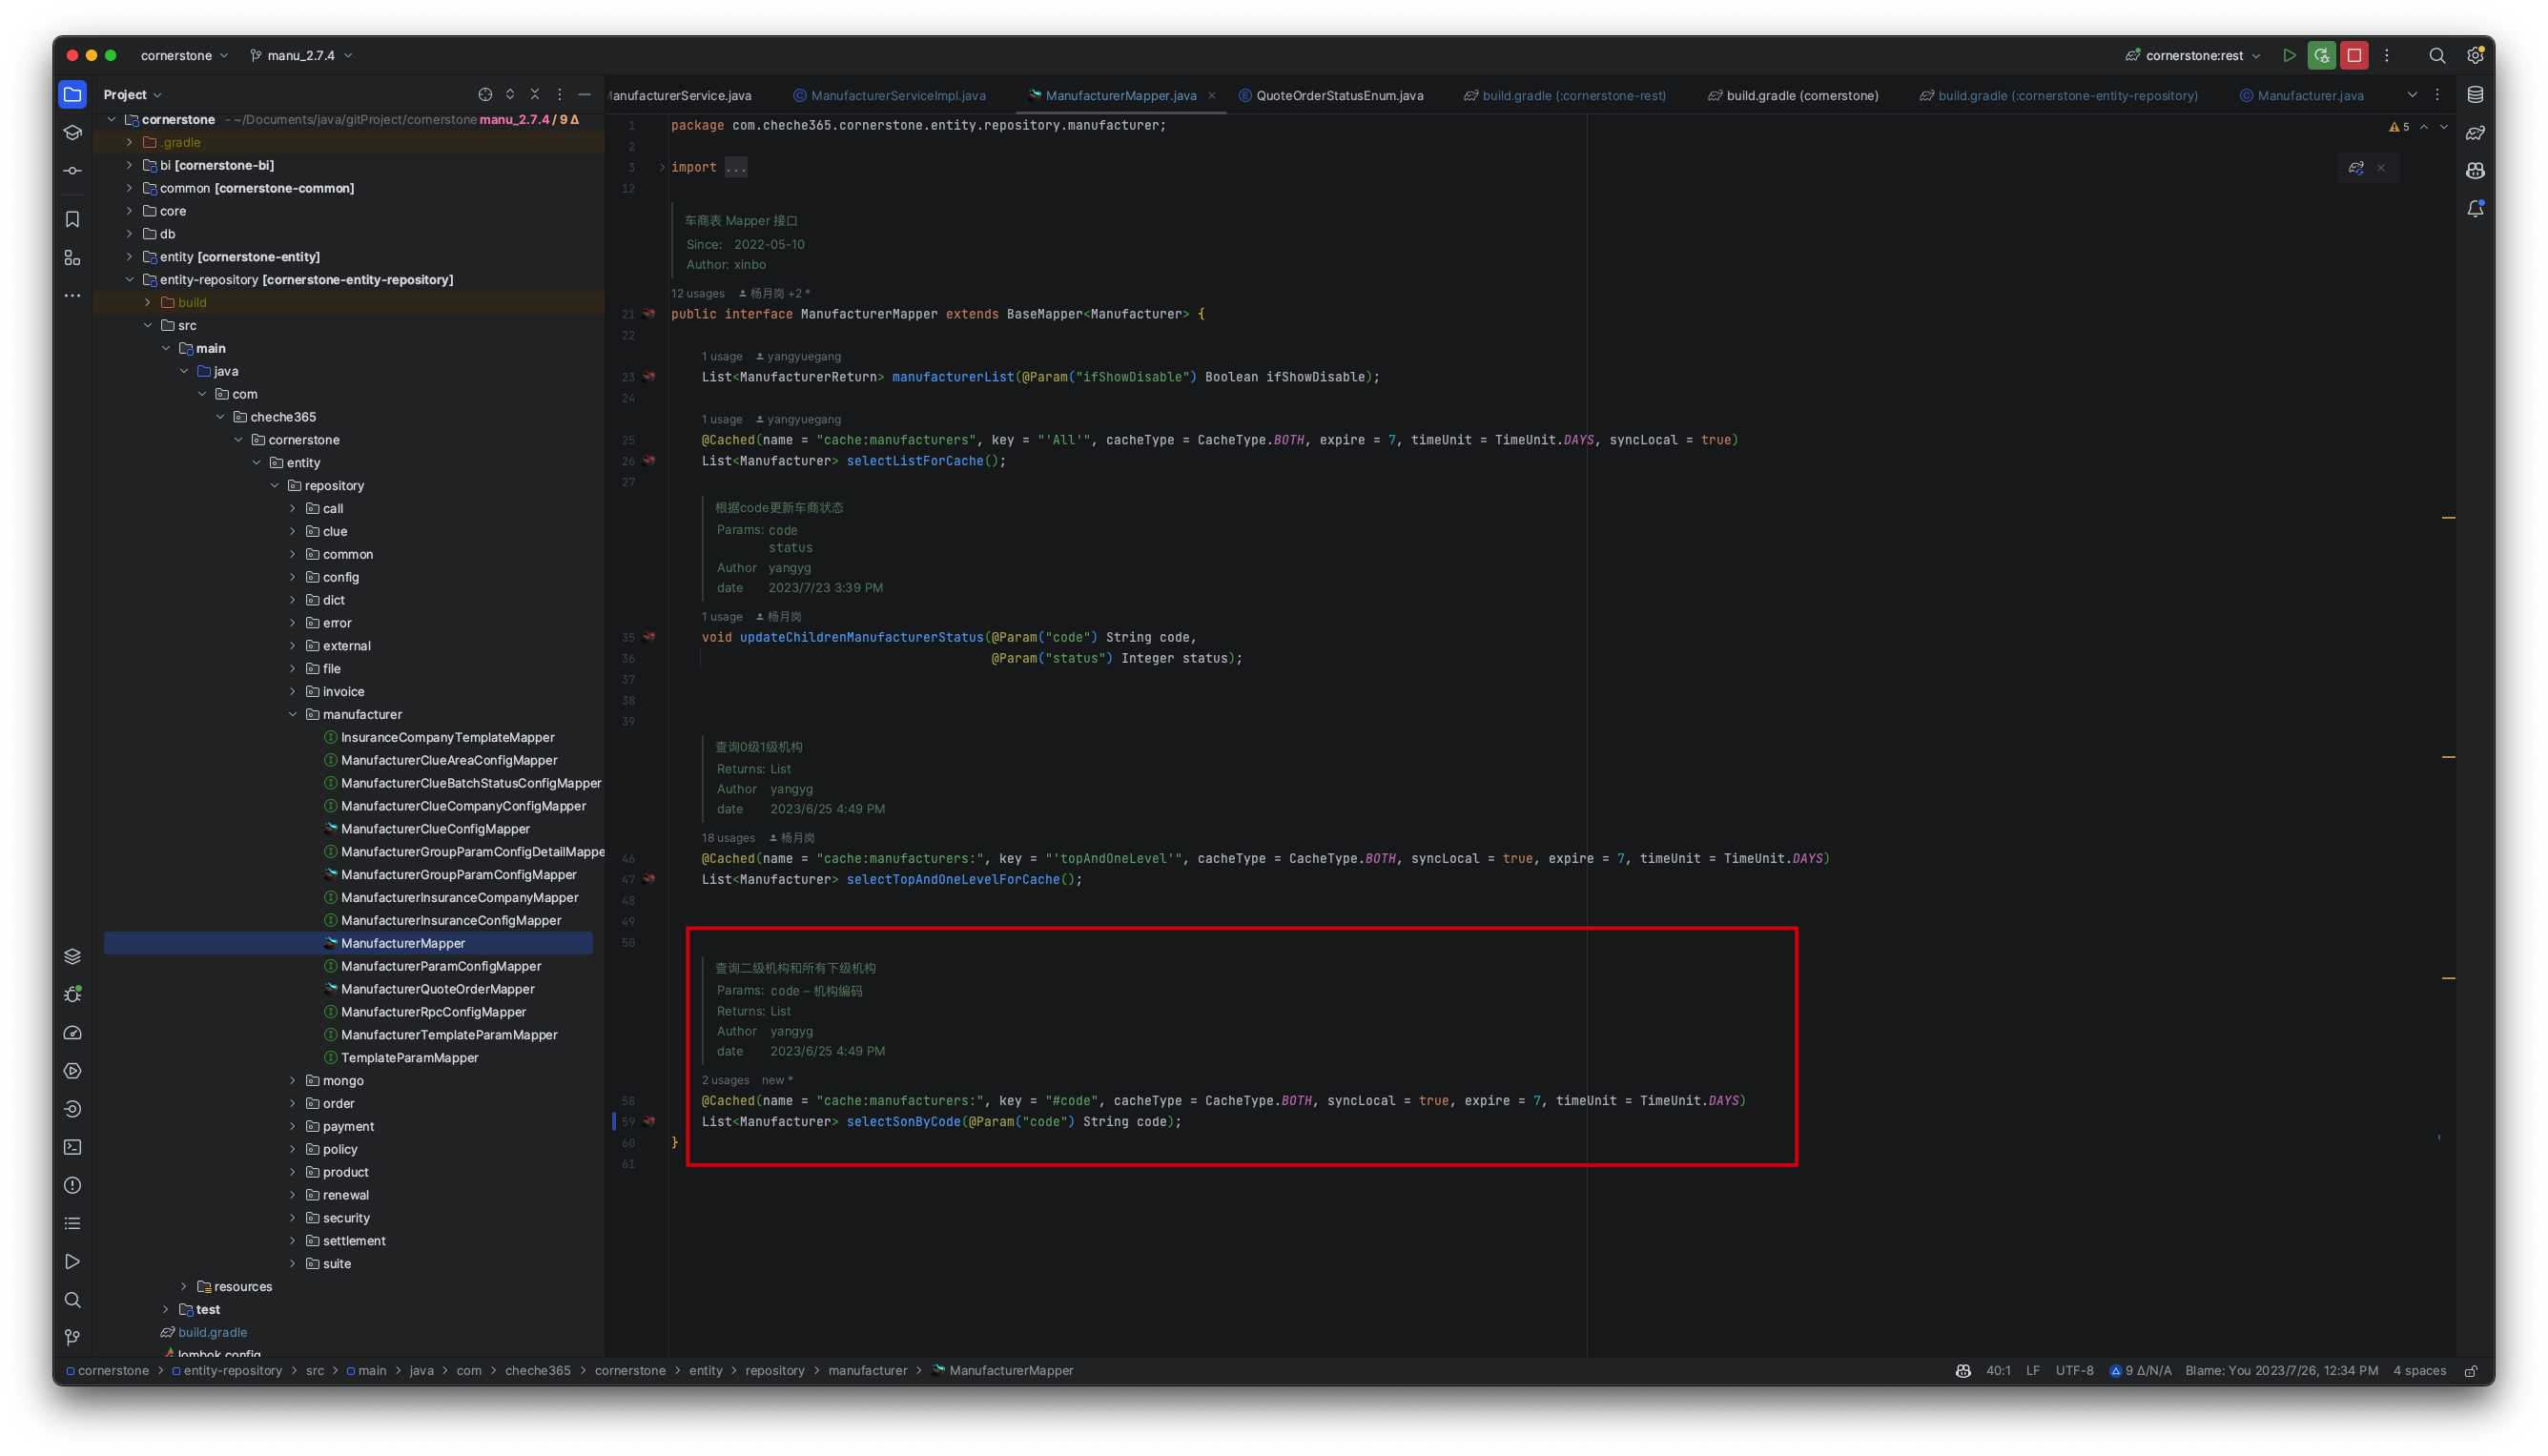 cornerstone
manu_2.7.4
cornerstone:rest
Project
anufacturerService.java
ManufacturerServiceImpl.java
ManufacturerMapper.java
QuoteOrderStatusEnum.java
build.gradle (:cornerstone-rest)
build.gradle (cornerstone)
build.gradle (:cornerstone-entity-repository)
Manufacturer.java
cornerstone - ~/Documents/java/gitProject/cornerstone manu_2.7.4 / 9 Δ
.gradle
bi [cornerstone-bi]
common [cornerstone-common]
core
db
entity [cornerstone-entity]
entity-repository [cornerstone-entity-repository]
build
src
main
java
com
cheche365
cornerstone
entity
repository
call
clue
common
config
dict
error
external
file
invoice
manufacturer
InsuranceCompanyTemplateMapper
ManufacturerClueAreaConfigMapper
ManufacturerClueBatchStatusConfigMapper
ManufacturerClueCompanyConfigMapper
ManufacturerClueConfigMapper
ManufacturerGroupParamConfigDetailMappe
ManufacturerGroupParamConfigMapper
ManufacturerInsuranceCompanyMapper
ManufacturerInsuranceConfigMapper
ManufacturerMapper
ManufacturerParamConfigMapper
ManufacturerQuoteOrderMapper
ManufacturerRpcConfigMapper
ManufacturerTemplateParamMapper
TemplateParamMapper
mongo
order
payment
policy
product
renewal
security
settlement
suite
resources
test
build.gradle
lombok.config
5
1 package com.cheche365.cornerstone.entity.repository.manufacturer;
2
3 import ...
12
车商表 Mapper 接口
Since: 2022-05-10
Author: xinbo
12 usages 杨月岗 +2 *
21 public interface ManufacturerMapper extends BaseMapper<Manufacturer> {
22
1 usage yangyuegang
23 List<ManufacturerReturn> manufacturerList(@Param("ifShowDisable") Boolean ifShowDisable);
24
1 usage yangyuegang
25 @Cached(name = "cache:manufacturers", key = "'All'", cacheType = CacheType.BOTH, expire = 7, timeUnit = TimeUnit.DAYS, syncLocal = true)
26 List<Manufacturer> selectListForCache();
27
根据code更新车商状态
Params: code
status
Author yangyg
date 2023/7/23 3:39 PM
1 usage 杨月岗
35 void updateChildrenManufacturerStatus(@Param("code") String code,
36 @Param("status") Integer status);
37
38
39
查询0级1级机构
Returns: List
Author yangyg
date 2023/6/25 4:49 PM
18 usages 杨月岗
46 @Cached(name = "cache:manufacturers:", key = "'topAndOneLevel'", cacheType = CacheType.BOTH, syncLocal = true, expire = 7, timeUnit = TimeUnit.DAYS)
47 List<Manufacturer> selectTopAndOneLevelForCache();
48
49
50
查询二级机构和所有下级机构
Params: code – 机构编码
Returns: List
Author yangyg
date 2023/6/25 4:49 PM
2 usages new *
58 @Cached(name = "cache:manufacturers:", key = "#code", cacheType = CacheType.BOTH, syncLocal = true, expire = 7, timeUnit = TimeUnit.DAYS)
59 List<Manufacturer> selectSonByCode(@Param("code") String code);
60 }
61
cornerstone > entity-repository > src > main > java > com > cheche365 > cornerstone > entity > repository > manufacturer > ManufacturerMapper
40:1 LF UTF-8 9 Δ/N/A Blame: You 2023/7/26, 12:34 PM 4 spaces